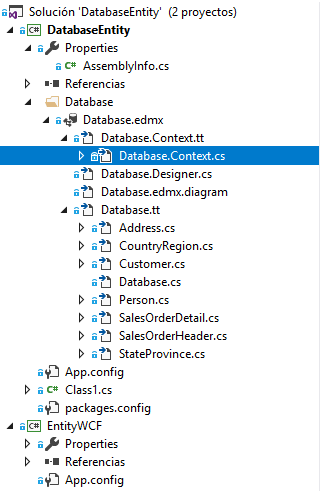 Solución 'DatabaseEntity' (2 proyectos)
C# DatabaseEntity
Properties
AssemblyInfo.cs
Referencias
Database
Database.edmx
Database.Context.tt
Database.Context.cs
Database.Designer.cs
Database.edmx.diagram
Database.tt
Address.cs
CountryRegion.cs
Customer.cs
Database.cs
Person.cs
SalesOrderDetail.cs
SalesOrderHeader.cs
StateProvince.cs
App.config
C# Class1.cs
packages.config
C# EntityWCF
Properties
Referencias
App.config